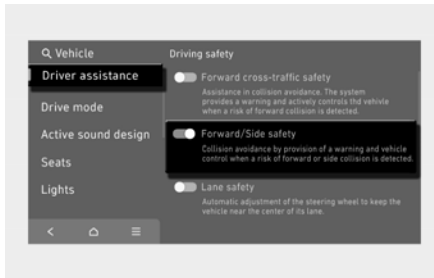 Vehicle
Driving safety
Driver assistance
Drive mode
Active sound design
Seats
Lights
Forward cross-traffic safety
Assistance in collision avoidance. The system
provides a warning and actively controls thd vehivle
when a risk of forward collision is detected.
Forward/Side safety
Collision avoidance by provision of a warning and vehicle
control when a risk of forward or side collision is detected.
Lane safety
Automatic adjustment of the steering wheel to keep the
vehicle near the center of its lane.